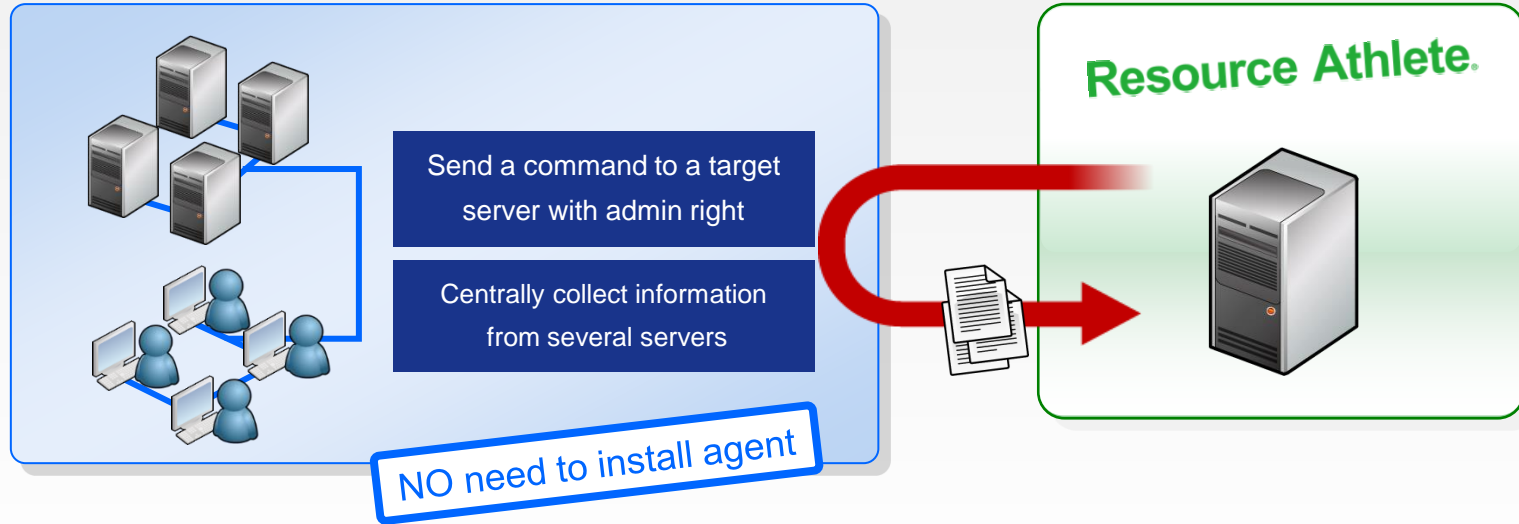 Resource Athlete®
Send a command to a target
server with admin right
Centrally collect information
from several servers
NO need to install agent